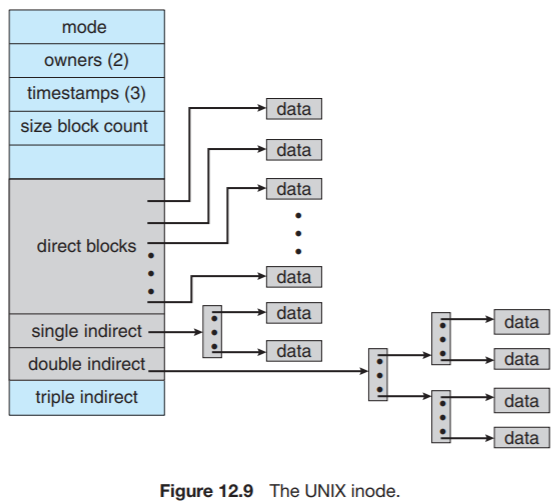 mode
owners (2)
timestamps (3)
size block count
direct blocks
single indirect
double indirect
triple indirect
data
data
data
data
data
data
data
data
data
data
Figure 12.9 The UNIX inode.